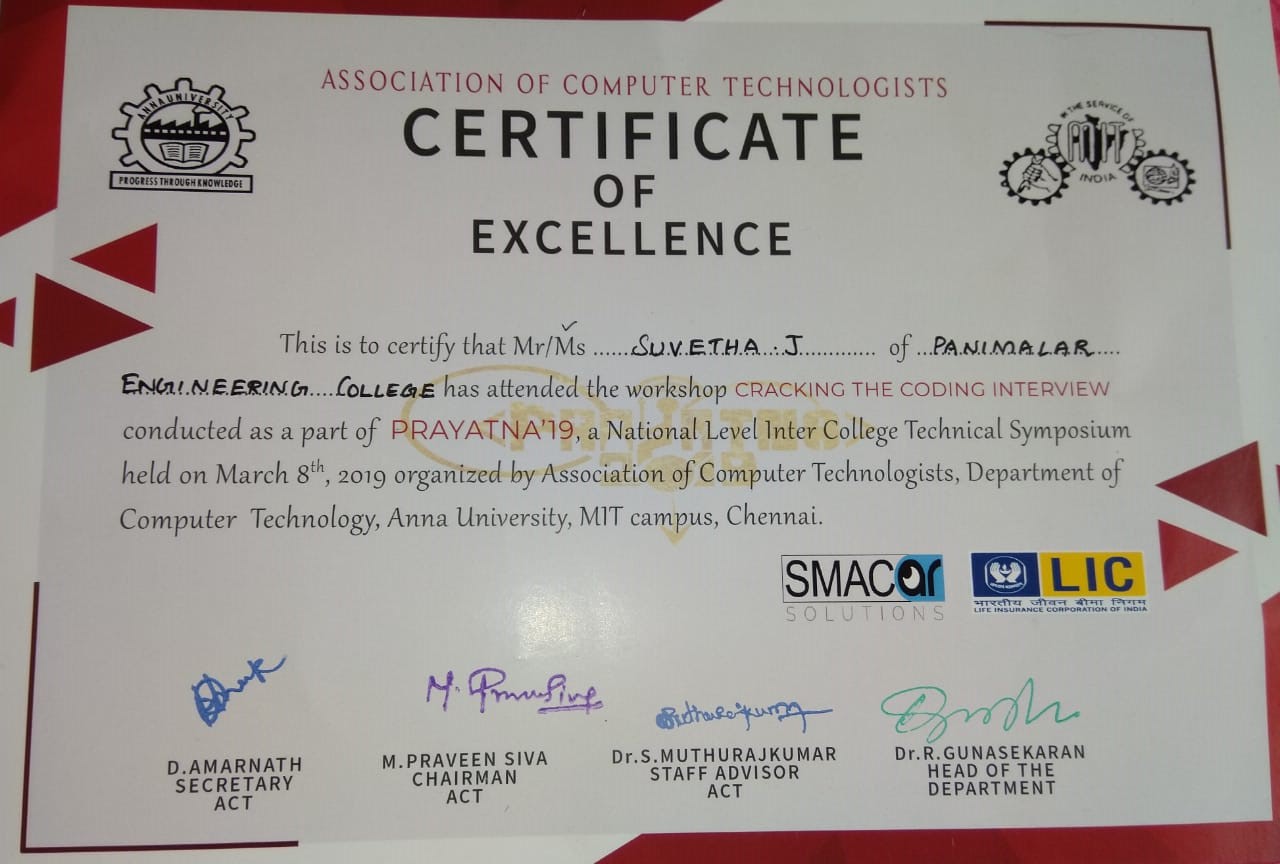 ASSOCIATION OF COMPUTER TECHNOLOGISTS
ANNA UNIVERSITY
PROGRESS THROUGH KNOWLEDGE
CERTIFICATE
OF
EXCELLENCE
IN THE SERVICE OF
MIT
INDIA
This is to certify that Mr/Ms ......SUVETHA.J............ of ...PANIMALAR....
ENGINEERING....COLLEGE has attended the workshop CRACKING THE CODING INTERVIEW
conducted as a part of PRAYATNA'19, a National Level Inter College Technical Symposium
held on March 8th, 2019 organized by Association of Computer Technologists, Department of
Computer Technology, Anna University, MIT campus, Chennai.
SMACar
SOLUTIONS
LIC
भारतीय जीवन बीमा निगम
LIFE INSURANCE CORPORATION OF INDIA
M. Praveen Siva
S.Muthurajkumar
D.AMARNATH
SECRETARY
ACT
M.PRAVEEN SIVA
CHAIRMAN
ACT
Dr.S.MUTHURAJKUMAR
STAFF ADVISOR
ACT
Dr.R.GUNASEKARAN
HEAD OF THE
DEPARTMENT